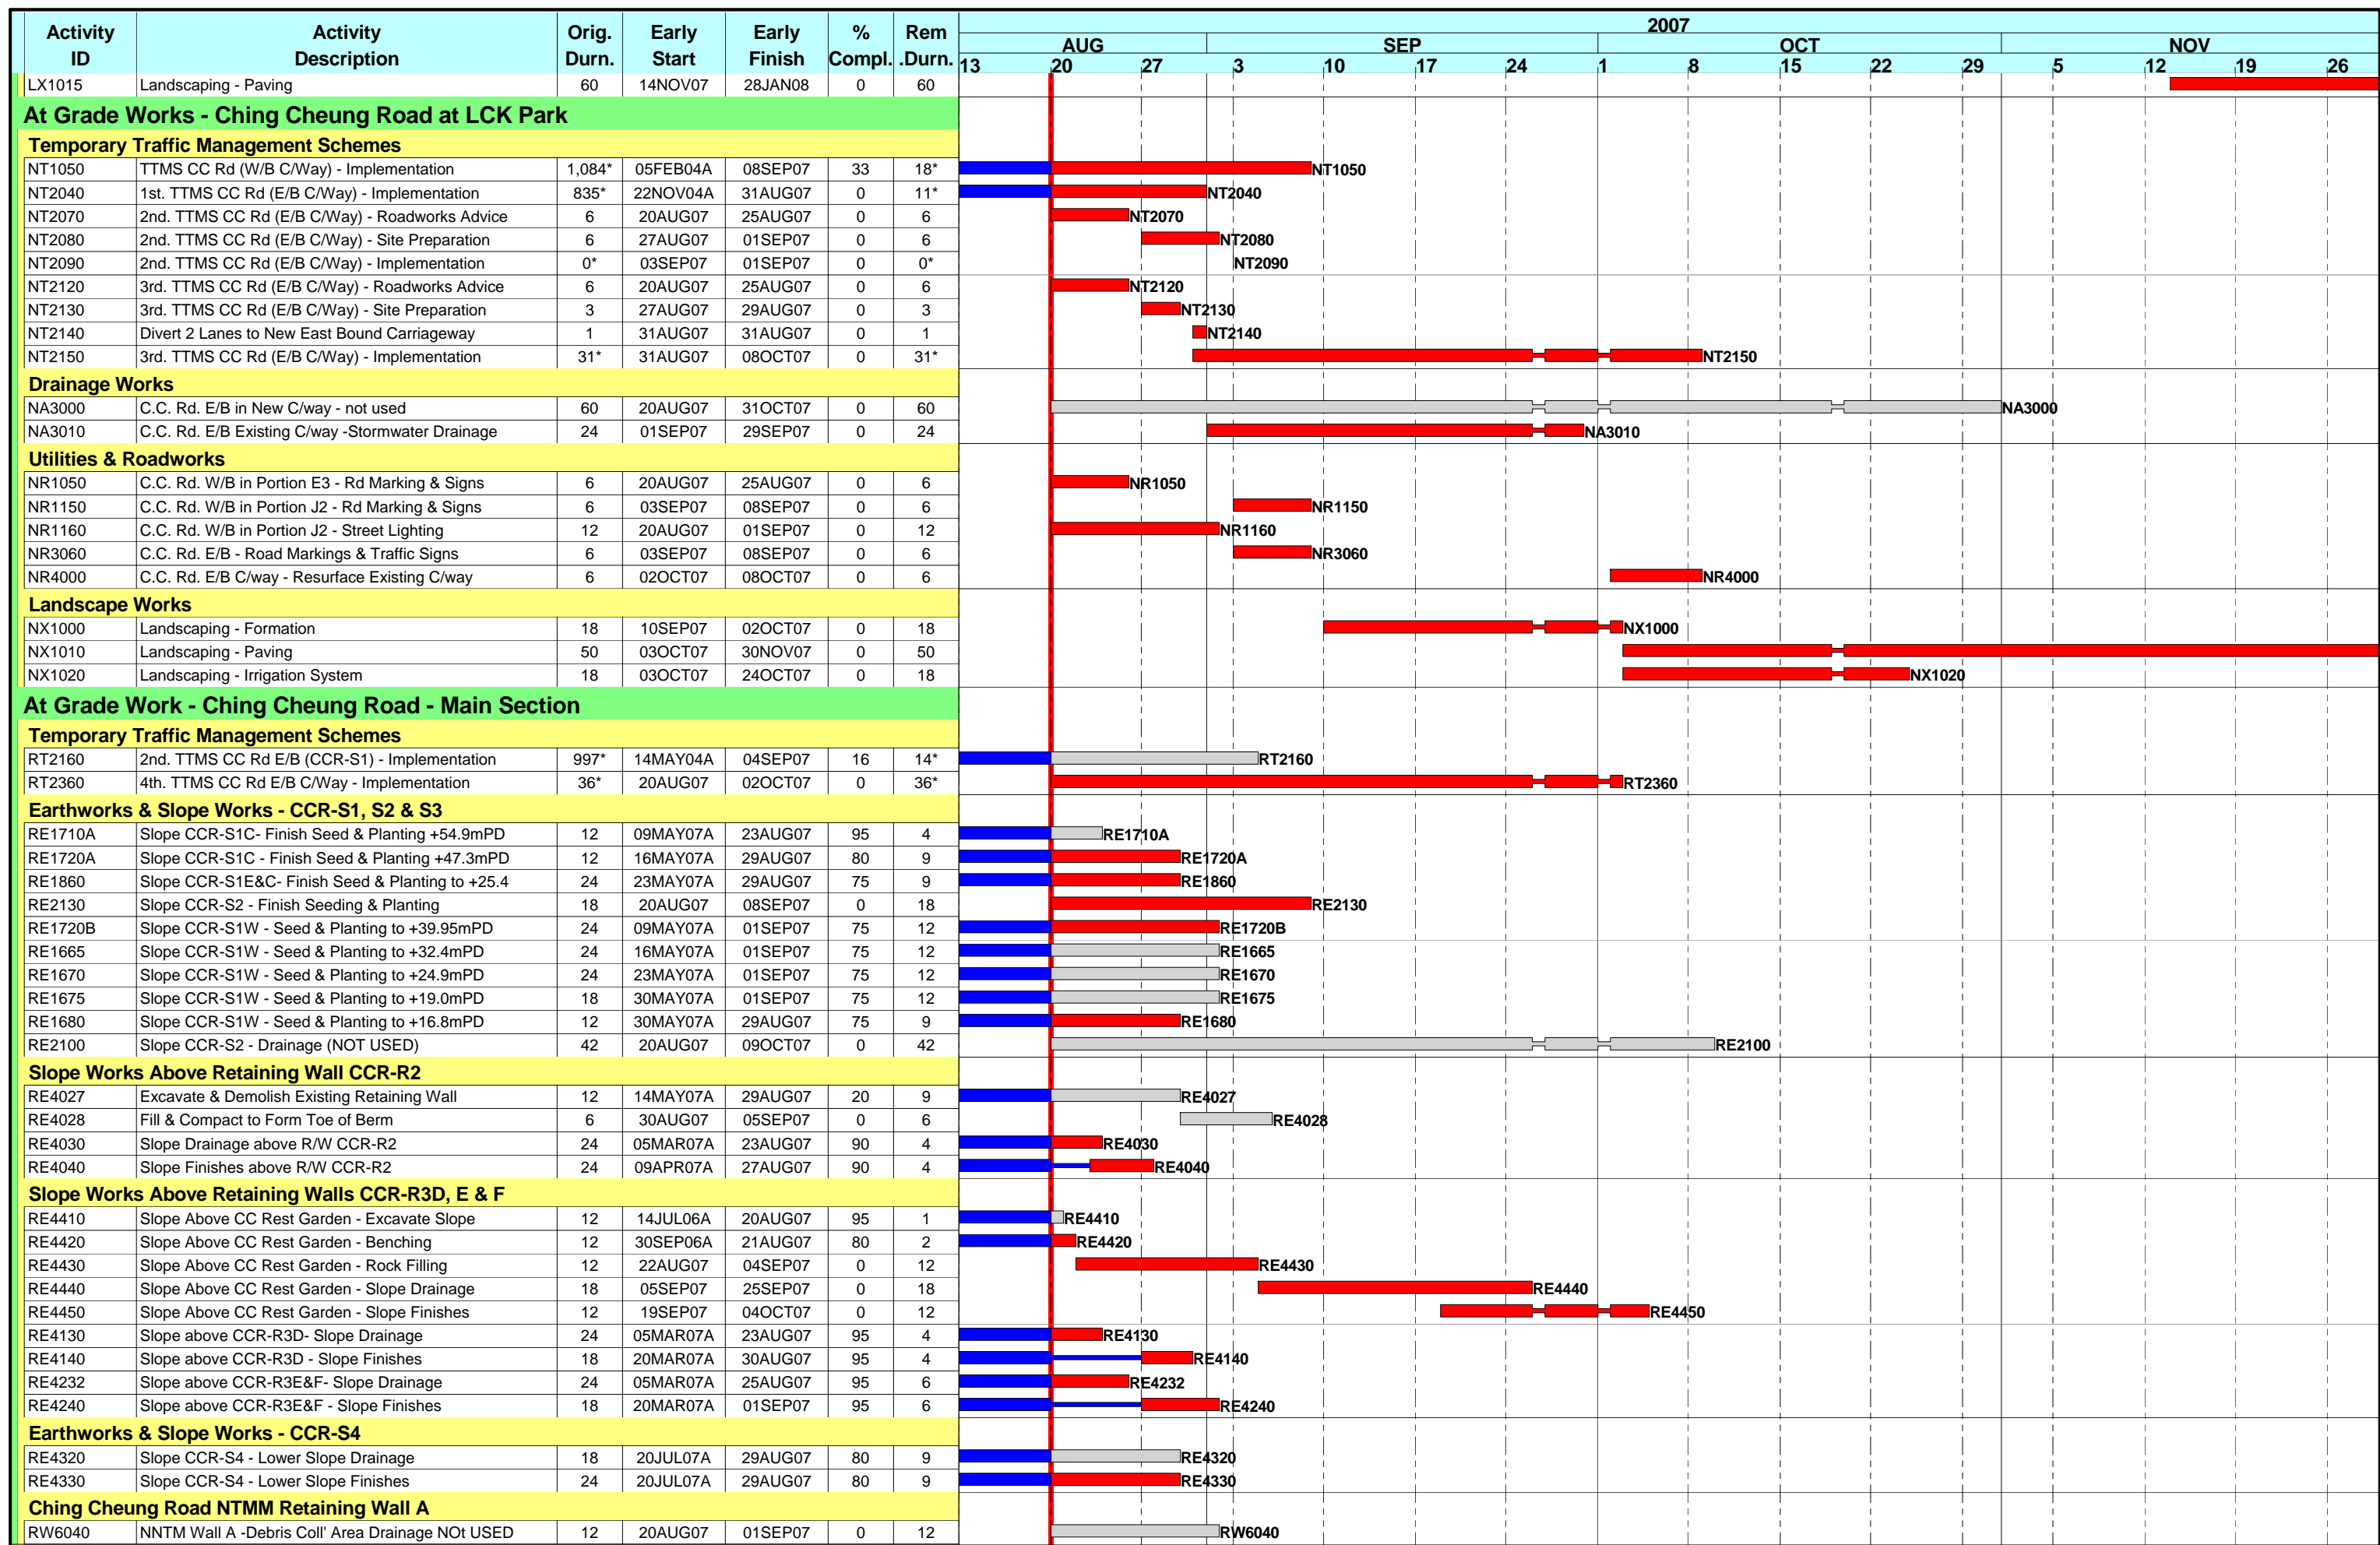 Activity ID Activity Description Orig. Durn. Early Start Early Finish % Compl. Rem .Durn.
2007
AUG SEP OCT NOV
13 20 27 3 10 17 24 1 8 15 22 29 5 12 19 26
LX1015 Landscaping - Paving 60 14NOV07 28JAN08 0 60
At Grade Works - Ching Cheung Road at LCK Park
Temporary Traffic Management Schemes
NT1050 TTMS CC Rd (W/B C/Way) - Implementation 1,084* 05FEB04A 08SEP07 33 18* NT1050
NT2040 1st. TTMS CC Rd (E/B C/Way) - Implementation 835* 22NOV04A 31AUG07 0 11* NT2040
NT2070 2nd. TTMS CC Rd (E/B C/Way) - Roadworks Advice 6 20AUG07 25AUG07 0 6 NT2070
NT2080 2nd. TTMS CC Rd (E/B C/Way) - Site Preparation 6 27AUG07 01SEP07 0 6 NT2080
NT2090 2nd. TTMS CC Rd (E/B C/Way) - Implementation 0* 03SEP07 01SEP07 0 0* NT2090
NT2120 3rd. TTMS CC Rd (E/B C/Way) - Roadworks Advice 6 20AUG07 25AUG07 0 6 NT2120
NT2130 3rd. TTMS CC Rd (E/B C/Way) - Site Preparation 3 27AUG07 29AUG07 0 3 NT2130
NT2140 Divert 2 Lanes to New East Bound Carriageway 1 31AUG07 31AUG07 0 1 NT2140
NT2150 3rd. TTMS CC Rd (E/B C/Way) - Implementation 31* 31AUG07 08OCT07 0 31* NT2150
Drainage Works
NA3000 C.C. Rd. E/B in New C/way - not used 60 20AUG07 31OCT07 0 60 NA3000
NA3010 C.C. Rd. E/B Existing C/way -Stormwater Drainage 24 01SEP07 29SEP07 0 24 NA3010
Utilities & Roadworks
NR1050 C.C. Rd. W/B in Portion E3 - Rd Marking & Signs 6 20AUG07 25AUG07 0 6 NR1050
NR1150 C.C. Rd. W/B in Portion J2 - Rd Marking & Signs 6 03SEP07 08SEP07 0 6 NR1150
NR1160 C.C. Rd. W/B in Portion J2 - Street Lighting 12 20AUG07 01SEP07 0 12 NR1160
NR3060 C.C. Rd. E/B - Road Markings & Traffic Signs 6 03SEP07 08SEP07 0 6 NR3060
NR4000 C.C. Rd. E/B C/way - Resurface Existing C/way 6 02OCT07 08OCT07 0 6 NR4000
Landscape Works
NX1000 Landscaping - Formation 18 10SEP07 02OCT07 0 18 NX1000
NX1010 Landscaping - Paving 50 03OCT07 30NOV07 0 50
NX1020 Landscaping - Irrigation System 18 03OCT07 24OCT07 0 18 NX1020
At Grade Work - Ching Cheung Road - Main Section
Temporary Traffic Management Schemes
RT2160 2nd. TTMS CC Rd E/B (CCR-S1) - Implementation 997* 14MAY04A 04SEP07 16 14* RT2160
RT2360 4th. TTMS CC Rd E/B C/Way - Implementation 36* 20AUG07 02OCT07 0 36* RT2360
Earthworks & Slope Works - CCR-S1, S2 & S3
RE1710A Slope CCR-S1C- Finish Seed & Planting +54.9mPD 12 09MAY07A 23AUG07 95 4 RE1710A
RE1720A Slope CCR-S1C - Finish Seed & Planting +47.3mPD 12 16MAY07A 29AUG07 80 9 RE1720A
RE1860 Slope CCR-S1E&C- Finish Seed & Planting to +25.4 24 23MAY07A 29AUG07 75 9 RE1860
RE2130 Slope CCR-S2 - Finish Seeding & Planting 18 20AUG07 08SEP07 0 18 RE2130
RE1720B Slope CCR-S1W - Seed & Planting to +39.95mPD 24 09MAY07A 01SEP07 75 12 RE1720B
RE1665 Slope CCR-S1W - Seed & Planting to +32.4mPD 24 16MAY07A 01SEP07 75 12 RE1665
RE1670 Slope CCR-S1W - Seed & Planting to +24.9mPD 24 23MAY07A 01SEP07 75 12 RE1670
RE1675 Slope CCR-S1W - Seed & Planting to +19.0mPD 18 30MAY07A 01SEP07 75 12 RE1675
RE1680 Slope CCR-S1W - Seed & Planting to +16.8mPD 12 30MAY07A 29AUG07 75 9 RE1680
RE2100 Slope CCR-S2 - Drainage (NOT USED) 42 20AUG07 09OCT07 0 42 RE2100
Slope Works Above Retaining Wall CCR-R2
RE4027 Excavate & Demolish Existing Retaining Wall 12 14MAY07A 29AUG07 20 9 RE4027
RE4028 Fill & Compact to Form Toe of Berm 6 30AUG07 05SEP07 0 6 RE4028
RE4030 Slope Drainage above R/W CCR-R2 24 05MAR07A 23AUG07 90 4 RE4030
RE4040 Slope Finishes above R/W CCR-R2 24 09APR07A 27AUG07 90 4 RE4040
Slope Works Above Retaining Walls CCR-R3D, E & F
RE4410 Slope Above CC Rest Garden - Excavate Slope 12 14JUL06A 20AUG07 95 1 RE4410
RE4420 Slope Above CC Rest Garden - Benching 12 30SEP06A 21AUG07 80 2 RE4420
RE4430 Slope Above CC Rest Garden - Rock Filling 12 22AUG07 04SEP07 0 12 RE4430
RE4440 Slope Above CC Rest Garden - Slope Drainage 18 05SEP07 25SEP07 0 18 RE4440
RE4450 Slope Above CC Rest Garden - Slope Finishes 12 19SEP07 04OCT07 0 12 RE4450
RE4130 Slope above CCR-R3D- Slope Drainage 24 05MAR07A 23AUG07 95 4 RE4130
RE4140 Slope above CCR-R3D - Slope Finishes 18 20MAR07A 30AUG07 95 4 RE4140
RE4232 Slope above CCR-R3E&F- Slope Drainage 24 05MAR07A 25AUG07 95 6 RE4232
RE4240 Slope above CCR-R3E&F - Slope Finishes 18 20MAR07A 01SEP07 95 6 RE4240
Earthworks & Slope Works - CCR-S4
RE4320 Slope CCR-S4 - Lower Slope Drainage 18 20JUL07A 29AUG07 80 9 RE4320
RE4330 Slope CCR-S4 - Lower Slope Finishes 24 20JUL07A 29AUG07 80 9 RE4330
Ching Cheung Road NTMM Retaining Wall A
RW6040 NNTM Wall A -Debris Coll' Area Drainage NOt USED 12 20AUG07 01SEP07 0 12 RW6040